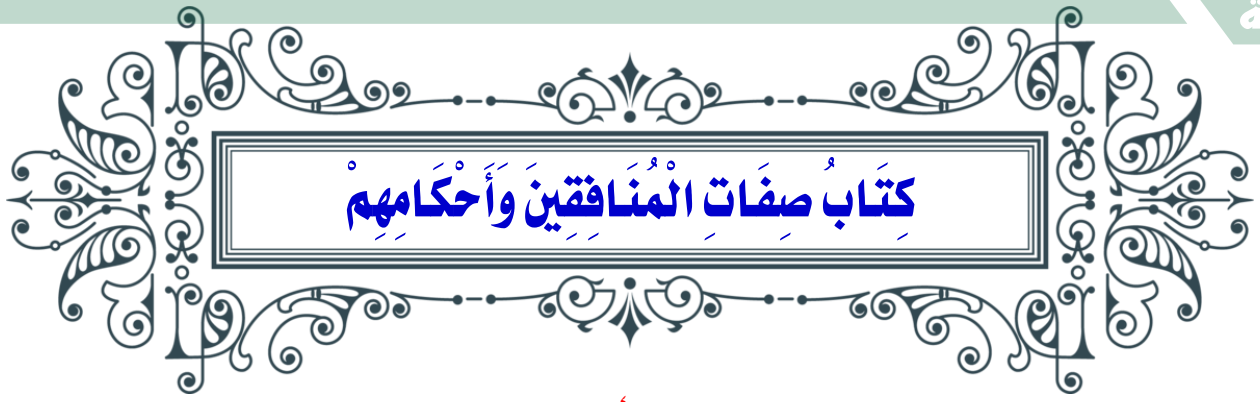 كِتَابُ صِفَاتِ الْمُنَافِقِينَ وَأَحْكَامِهِمْ